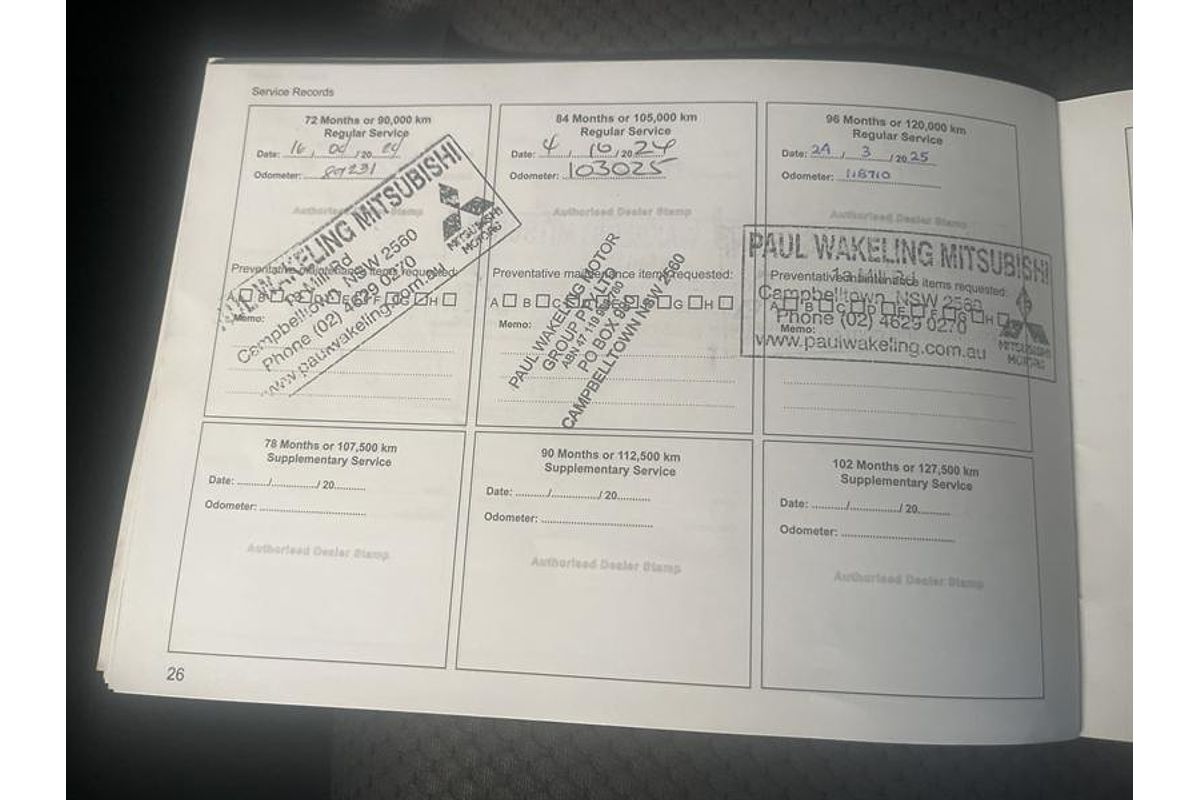 Service Records
72 Months or 90,000 km
Regular Service
Date: 16 / 04 / 20 24
Odometer: 89231
Authorised Dealer Stamp
PAUL WAKELING MITSUBISHI
Campbelltown NSW 2560
Phone (02) 4629 0270
www.paulwakeling.com.au
MITSUBISHI
MOTORS
Preventative maintenance items requested:
A B C D E F G H
Memo:
84 Months or 105,000 km
Regular Service
Date: 4 / 10 / 20 24
Odometer: 103025
Authorised Dealer Stamp
Preventative maintenance items requested:
A B C D E F G H
Memo:
PAUL WAKELING MOTOR
GROUP PTY LTD
ABN 47 119
PO BOX 980
CAMPBELLTOWN NSW 2560
96 Months or 120,000 km
Regular Service
Date: 24 / 3 / 20 25
Odometer: 118710
Authorised Dealer Stamp
PAUL WAKELING MITSUBISHI
Preventative maintenance items requested:
Campbelltown NSW 2560
A B C D E F G H
Phone (02) 4629 0270
Memo:
www.paulwakeling.com.au
MITSUBISHI
MOTORS
78 Months or 107,500 km
Supplementary Service
Date: ........../.............../ 20..........
Odometer: ................................
Authorised Dealer Stamp
90 Months or 112,500 km
Supplementary Service
Date: ........../.............../ 20..........
Odometer: ................................
Authorised Dealer Stamp
102 Months or 127,500 km
Supplementary Service
Date: ........../.............../ 20..........
Odometer: ................................
Authorised Dealer Stamp
26